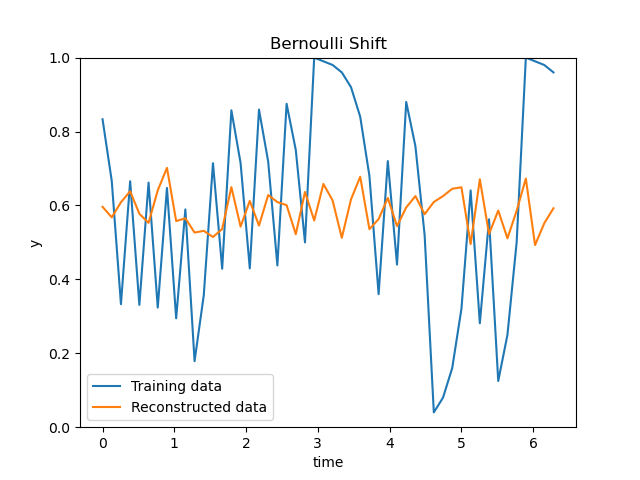 Bernoulli Shift
1.0
0.8
0.6
0.4
0.2
0.0
y
Training data
Reconstructed data
0 1 2 3 4 5 6
time